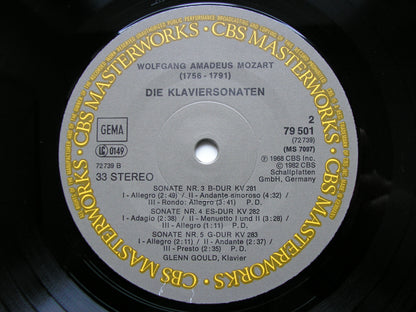 CBS MASTERWORKS · CBS MASTERWORKS · CBS MASTERWORKS · CBS MASTERWORKS ·
WOLFGANG AMADEUS MOZART
(1756 - 1791)
DIE KLAVIERSONATEN
GEMA
LC 0149
72739 B
33 STEREO
2
79 501
(72 739)
(MS 7097)
Ⓟ 1968 CBS Inc.
© 1982 CBS
Schallplatten
GmbH, Germany
SONATE NR. 3 B-DUR KV 281
I - Allegro (2:49) / II - Andante amoroso (4:32) /
III - Rondo: Allegro (3:41) P. D.
SONATE NR. 4 ES-DUR KV 282
I - Adagio (2:38) / II - Menuetto I und II (3:28) /
III - Allegro (1:11) P. D.
SONATE NR. 5 G-DUR KV 283
I - Allegro (2:11) / II - Andante (2:37) /
III - Presto (2:35) P. D.
GLENN GOULD, Klavier